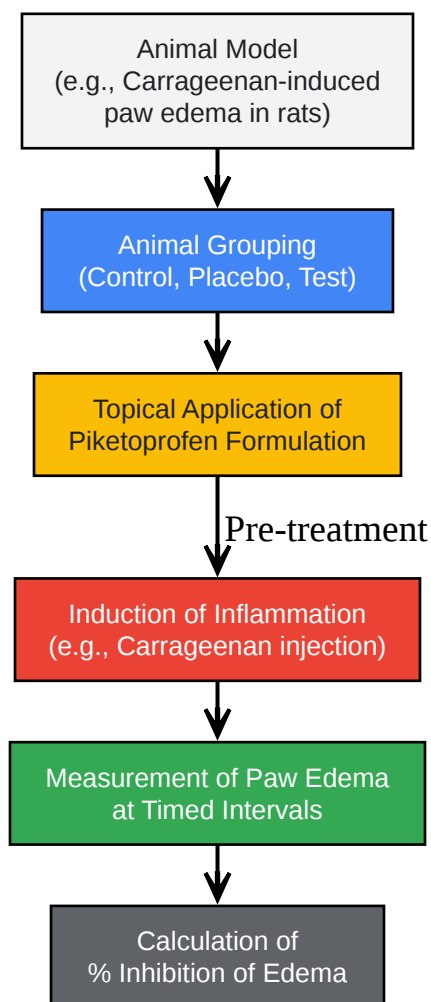 Animal Model
(e.g., Carrageenan-induced
paw edema in rats)
Animal Grouping
(Control, Placebo, Test)
Topical Application of
Piketoprofen Formulation
Pre-treatment
Induction of Inflammation
(e.g., Carrageenan injection)
Measurement of Paw Edema
at Timed Intervals
Calculation of
% Inhibition of Edema